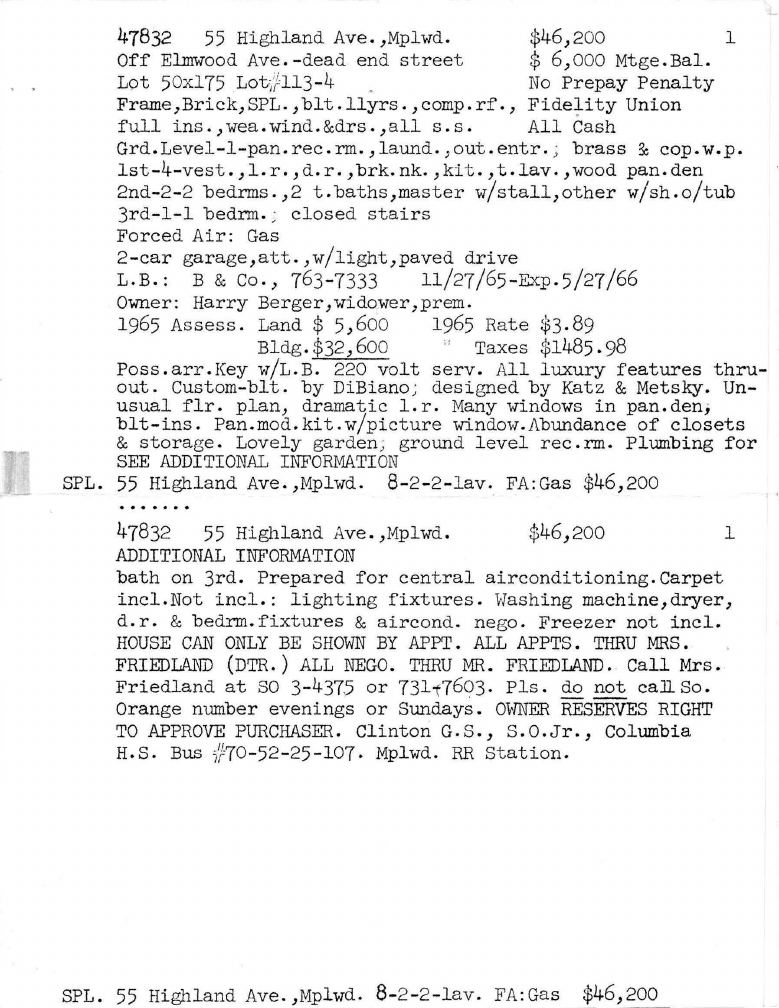 47832 55 Highland Ave.,Mplwd. $46,200 1
Off Elmwood Ave.-dead end street $ 6,000 Mtge.Bal.
Lot 50x175 Lot#113-4 No Prepay Penalty
Frame,Brick,SPL.,blt.llyrs.,comp.rf., Fidelity Union
full ins.,wea.wind.&drs.,all s.s. All Cash
Grd.Level-1-pan.rec.rm.,laund.,out.entr.; brass & cop.w.p.
1st-4-vest.,l.r.,d.r.,brk.nk.,kit.,t.lav.,wood pan.den
2nd-2-2 bedrms.,2 t.baths,master w/stall,other w/sh.o/tub
3rd-1-1 bedrm.; closed stairs
Forced Air: Gas
2-car garage,att.,w/light,paved drive
L.B.: B & Co., 763-7333 11/27/65-Exp.5/27/66
Owner: Harry Berger,widower,prem.
1965 Assess. Land $ 5,600 1965 Rate $3.89
Bldg.$32,600 " Taxes $1485.98
Poss.arr.Key w/L.B. 220 volt serv. All luxury features thru-
out. Custom-blt. by DiBiano; designed by Katz & Metsky. Un-
usual flr. plan, dramatic l.r. Many windows in pan.den,
blt-ins. Pan.mod.kit.w/picture window.Abundance of closets
& storage. Lovely garden, ground level rec.rm. Plumbing for
SEE ADDITIONAL INFORMATION
SPL. 55 Highland Ave.,Mplwd. 8-2-2-lav. FA:Gas $46,200
.......
47832 55 Highland Ave.,Mplwd. $46,200 1
ADDITIONAL INFORMATION
bath on 3rd. Prepared for central airconditioning.Carpet
incl.Not incl.: lighting fixtures. Washing machine,dryer,
d.r. & bedrm.fixtures & aircond. nego. Freezer not incl.
HOUSE CAN ONLY BE SHOWN BY APPT. ALL APPTS. THRU MRS.
FRIEDLAND (DTR.) ALL NEGO. THRU MR. FRIEDLAND. Call Mrs.
Friedland at SO 3-4375 or 731-7603. Pls. do not call So.
Orange number evenings or Sundays. OWNER RESERVES RIGHT
TO APPROVE PURCHASER. Clinton G.S., S.O.Jr., Columbia
H.S. Bus #70-52-25-107. Mplwd. RR Station.
SPL. 55 Highland Ave.,Mplwd. 8-2-2-lav. FA:Gas $46,200